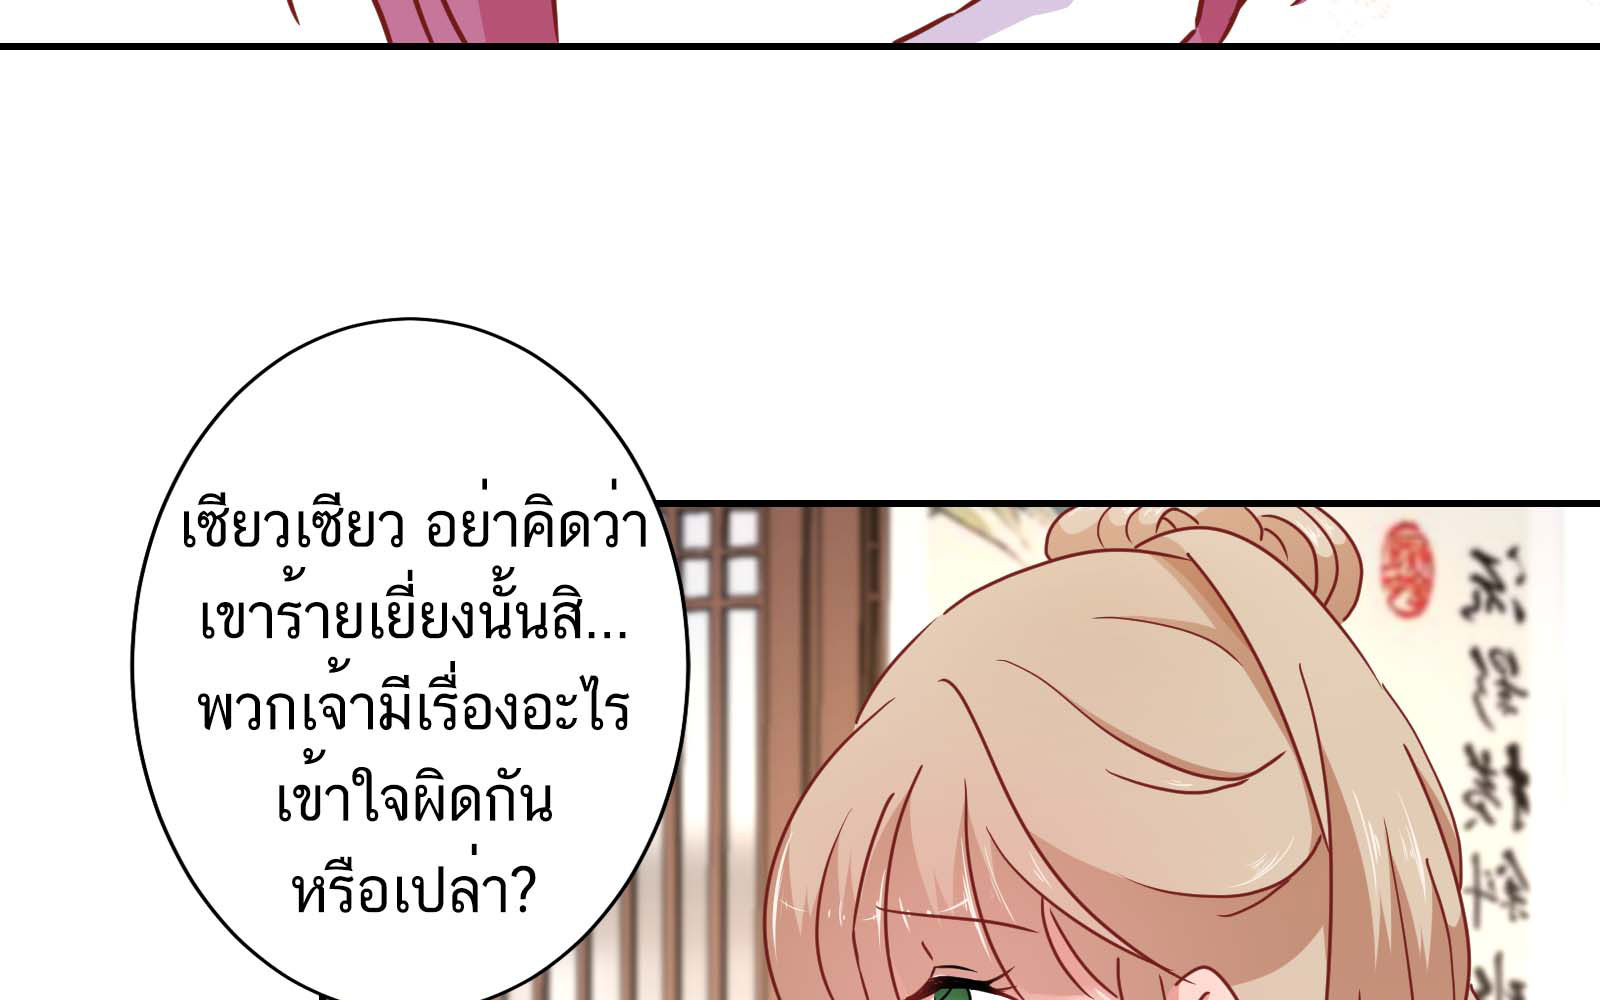 เซียวเซียว อย่าคิดว่า
เขาร้ายเยี่ยงนั้นสิ...
พวกเจ้ามีเรื่องอะไร
เข้าใจผิดกัน
หรือเปล่า?